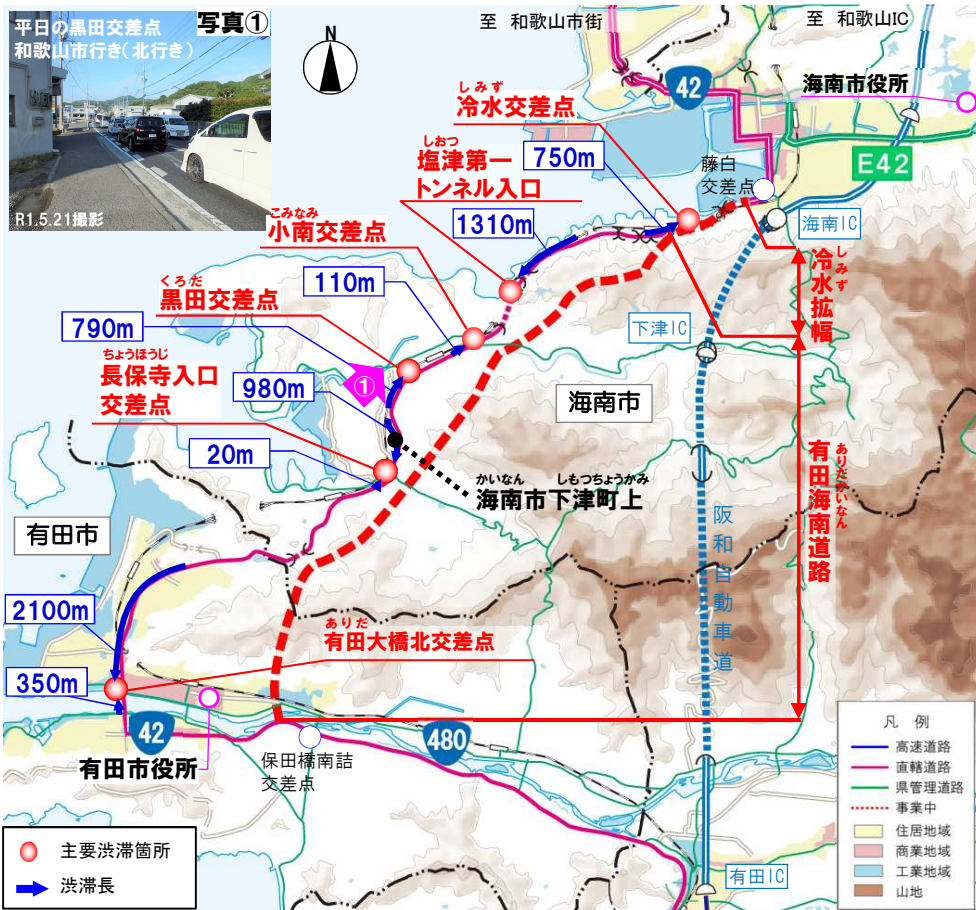 平日の黒田交差点
和歌山市行き(北行き)
写真①
R1.5.21撮影
N
至 和歌山市街
至 和歌山IC
42
海南市役所
しみず
冷水交差点
しおつ
塩津第一
トンネル入口
750m
藤白
交差点
E42
1310m
海南IC
こみなみ
小南交差点
しみず
冷水拡幅
110m
くろだ
黒田交差点
下津IC
790m
①
ちょうほうじ
長保寺入口
交差点
980m
海南市
20m
かいなん しもつちょうかみ
海南市下津町上
ありだかいなん
有田海南道路
阪和自動車道
有田市
2100m
ありだ
有田大橋北交差点
350m
42
480
有田市役所
保田橋南詰
交差点
有田IC
主要渋滞箇所
渋滞長
凡 例
高速道路
直轄道路
県管理道路
事業中
住居地域
商業地域
工業地域
山地